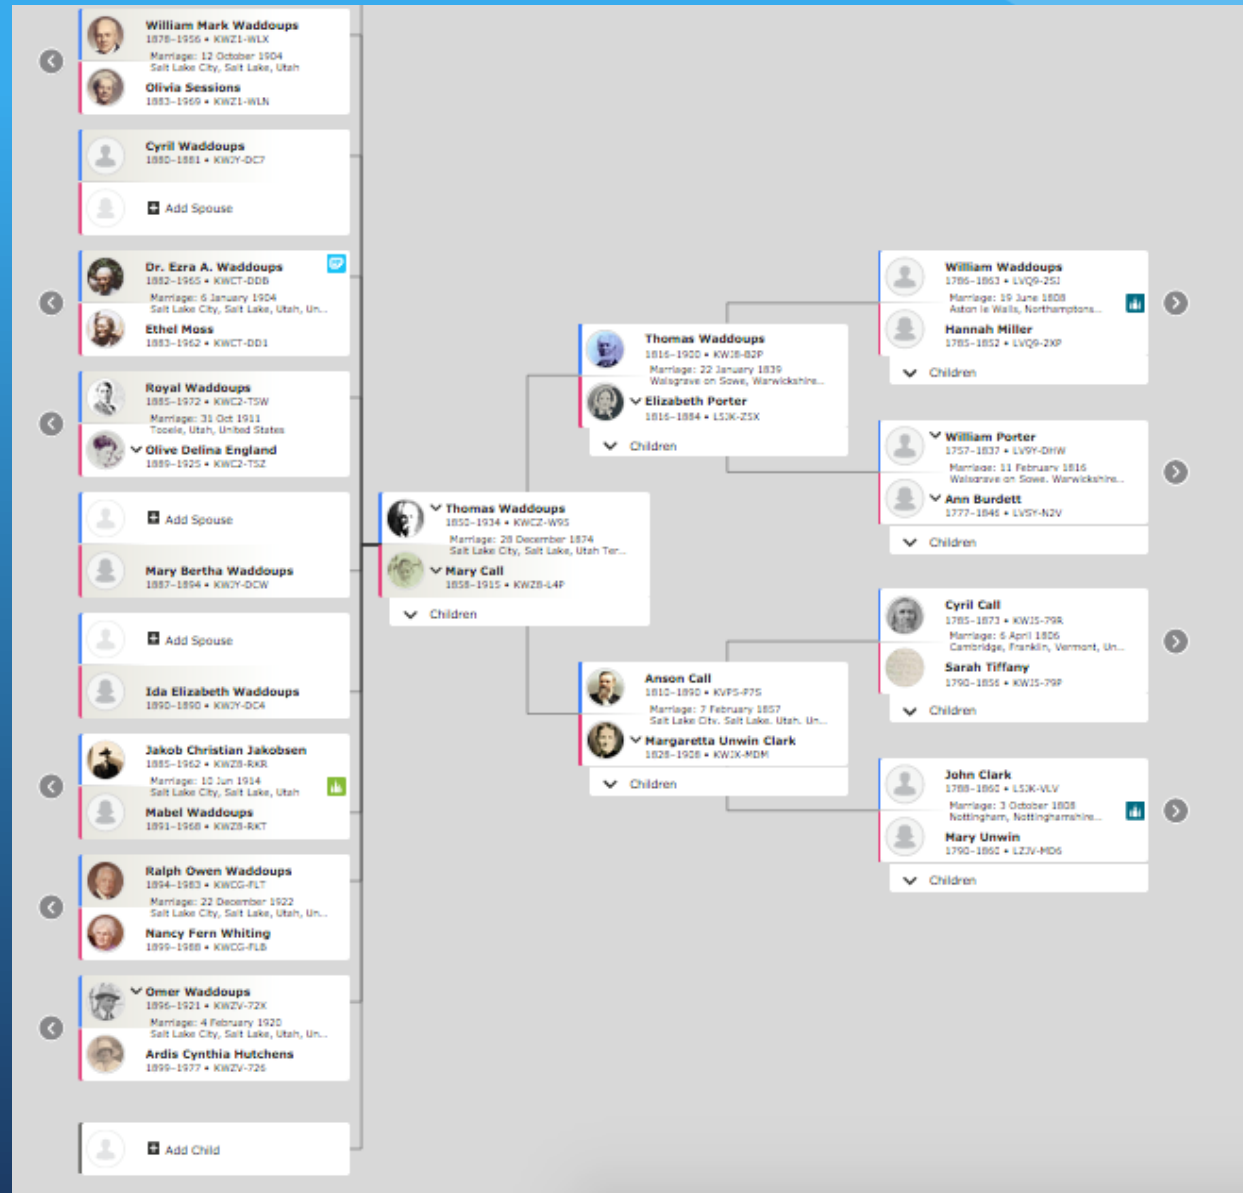 William Mark Waddoups
1878-1956 • KWZ1-WLX
Marriage: 12 October 1904
Salt Lake City, Salt Lake, Utah
Olivia Sessions
1883-1969 • KWZ1-WLN
Cyril Waddoups
1880-1881 • KWJY-DC7
Add Spouse
Dr. Ezra A. Waddoups
1882-1965 • KWCT-DDB
Marriage: 6 January 1904
Salt Lake City, Salt Lake, Utah, Un...
Ethel Moss
1883-1962 • KWCT-DD1
Royal Waddoups
1885-1972 • KWC2-TSW
Marriage: 31 Oct 1911
Tooele, Utah, United States
Olive Delina England
1889-1925 • KWC2-TSZ
Add Spouse
Mary Bertha Waddoups
1887-1894 • KWJY-DCW
Add Spouse
Ida Elizabeth Waddoups
1890-1890 • KWJY-DC4
Jakob Christian Jakobsen
1885-1962 • KWZ8-RKR
Marriage: 10 Jun 1914
Salt Lake City, Salt Lake, Utah
Mabel Waddoups
1891-1968 • KWZ8-RKT
Ralph Owen Waddoups
1894-1983 • KWCG-FLT
Marriage: 22 December 1922
Salt Lake City, Salt Lake, Utah, Un...
Nancy Fern Whiting
1899-1988 • KWCG-FLB
Omer Waddoups
1896-1921 • KWZV-72X
Marriage: 4 February 1920
Salt Lake City, Salt Lake, Utah, Un...
Ardis Cynthia Hutchens
1899-1977 • KWZV-726
Add Child
Thomas Waddoups
1850-1934 • KWCZ-W9S
Marriage: 28 December 1874
Salt Lake City, Salt Lake, Utah Ter...
Mary Call
1858-1915 • KWZ8-L4P
Children
Thomas Waddoups
1816-1900 • KWJ8-82P
Marriage: 22 January 1839
Walsgrave on Sowe, Warwickshire...
Elizabeth Porter
1816-1884 • L5JK-Z5X
Children
Anson Call
1810-1890 • KVPS-P7S
Marriage: 7 February 1857
Salt Lake City, Salt Lake, Utah, Un...
Margaretta Unwin Clark
1828-1908 • KWJX-MDM
Children
William Waddoups
1786-1863 • LVQ9-2SJ
Marriage: 19 June 1808
Aston le Walls, Northamptons...
Hannah Miller
1785-1852 • LVQ9-2XP
Children
William Porter
1757-1837 • LV9Y-DHW
Marriage: 11 February 1816
Walsgrave on Sowe, Warwickshire...
Ann Burdett
1777-1846 • LVSY-N2V
Children
Cyril Call
1785-1873 • KWJ5-79R
Marriage: 6 April 1806
Cambridge, Franklin, Vermont, Un...
Sarah Tiffany
1790-1856 • KWJ5-79P
Children
John Clark
1788-1860 • L5JK-VLV
Marriage: 3 October 1808
Nottingham, Nottinghamshire...
Mary Unwin
1790-1860 • LZJV-MD6
Children